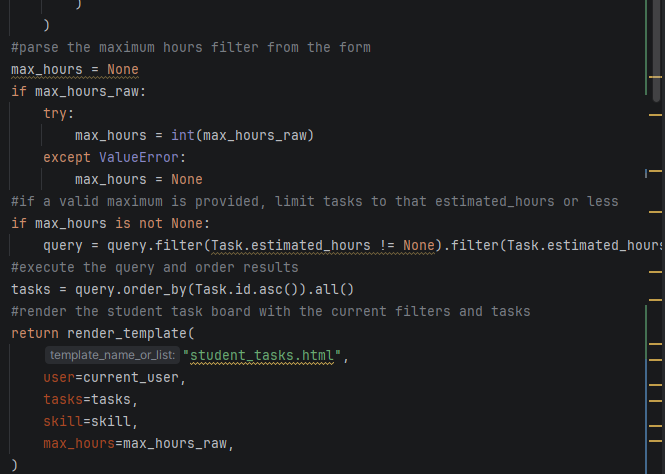 )
)
#parse the maximum hours filter from the form
max_hours = None
if max_hours_raw:
try:
max_hours = int(max_hours_raw)
except ValueError:
max_hours = None
#if a valid maximum is provided, limit tasks to that estimated_hours or less
if max_hours is not None:
query = query.filter(Task.estimated_hours != None).filter(Task.estimated_hours
#execute the query and order results
tasks = query.order_by(Task.id.asc()).all()
#render the student task board with the current filters and tasks
return render_template(
template_name_or_list: "student_tasks.html",
user=current_user,
tasks=tasks,
skill=skill,
max_hours=max_hours_raw,
)